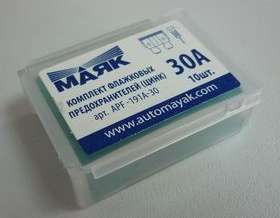 МАЯК
КОМПЛЕКТ ФЛАЖКОВЫХ
ПРЕДОХРАНИТЕЛЕЙ (ЦИНК)
арт. APF-191A-30
30А
10шт.
www.automayak.com